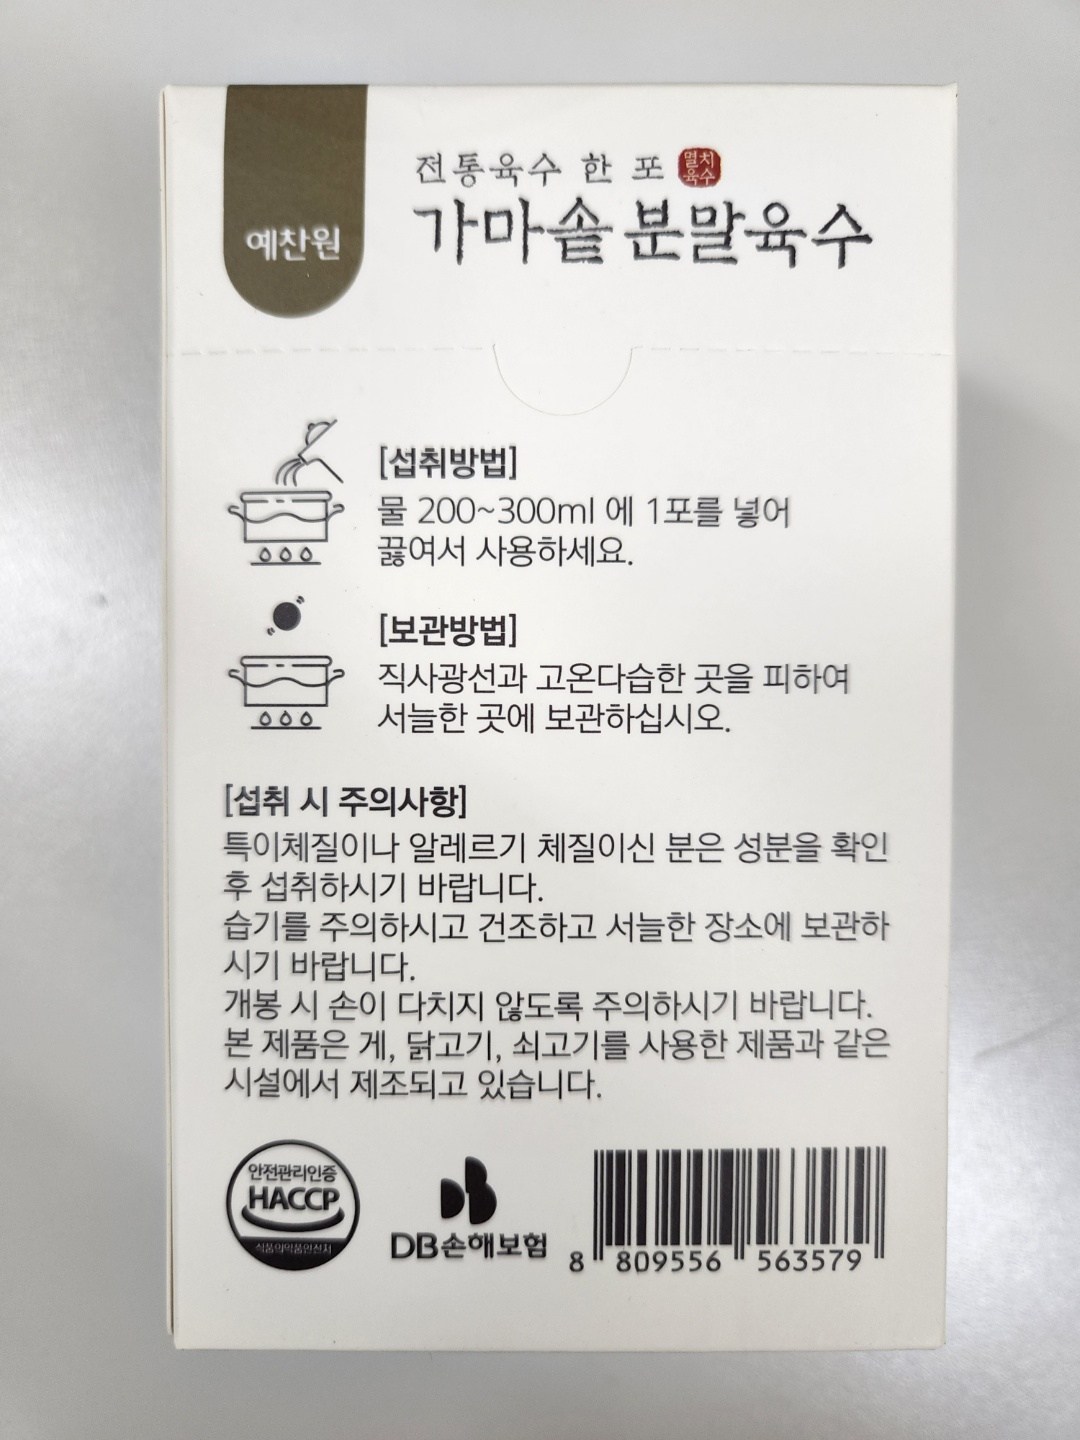 예찬원
전통육수 한 포 멸치육수
가마솥 분말육수
[섭취방법]
물 200~300ml 에 1포를 넣어
끓여서 사용하세요.
[보관방법]
직사광선과 고온다습한 곳을 피하여
서늘한 곳에 보관하십시오.
[섭취 시 주의사항]
특이체질이나 알레르기 체질이신 분은 성분을 확인
후 섭취하시기 바랍니다.
습기를 주의하시고 건조하고 서늘한 장소에 보관하
시기 바랍니다.
개봉 시 손이 다치지 않도록 주의하시기 바랍니다.
본 제품은 게, 닭고기, 쇠고기를 사용한 제품과 같은
시설에서 제조되고 있습니다.
안전관리인증
HACCP
식품의약품안전처
DB
DB손해보험
8 809556 563579